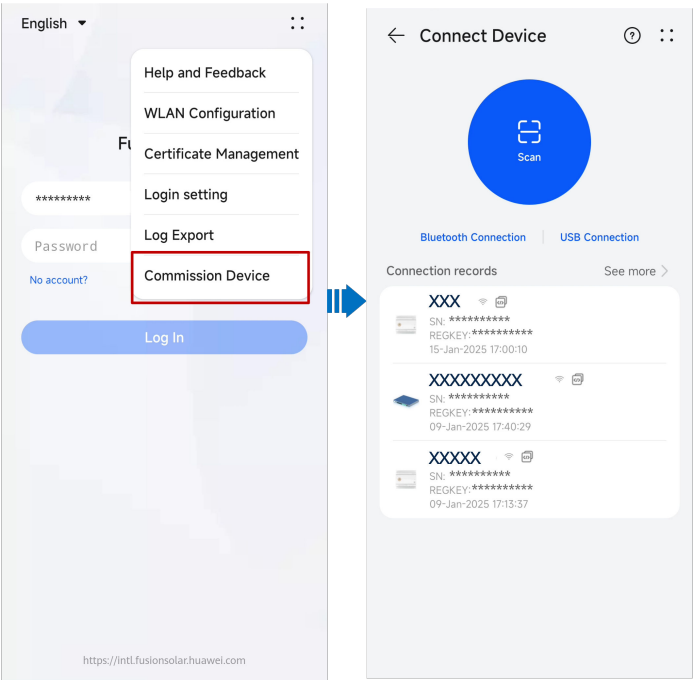 English
Help and Feedback
WLAN Configuration
Fu
Certificate Management
*********
Login setting
Password
Log Export
No account?
Commission Device
Log In
https://intl.fusionsolar.huawei.com
Connect Device
?
Scan
Bluetooth Connection
USB Connection
Connection records
See more
XXX
SN: **********
REGKEY:**********
15-Jan-2025 17:00:10
XXXXXXXXX
SN: **********
REGKEY:**********
09-Jan-2025 17:40:29
XXXXX
SN: **********
REGKEY:**********
09-Jan-2025 17:13:37